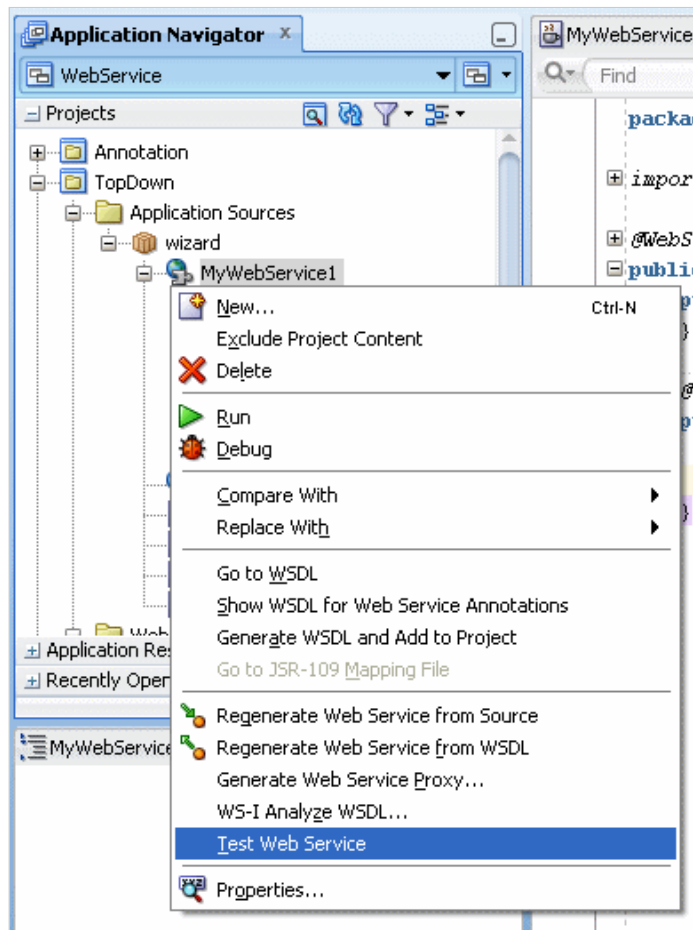 Application Navigator x
MyWebService
WebService
Find
Projects
Annotation
TopDown
Application Sources
wizard
MyWebService1
New... Ctrl-N
Exclude Project Content
Delete
Run
Debug
Compare With
Replace With
Go to WSDL
Show WSDL for Web Service Annotations
Generate WSDL and Add to Project
Go to JSR-109 Mapping File
Regenerate Web Service from Source
Regenerate Web Service from WSDL
Generate Web Service Proxy...
WS-I Analyze WSDL...
Test Web Service
Properties...
Web
Application Re
Recently Oper
MyWebService
packa
impor
@WebS
publi
p
}
@
p
}